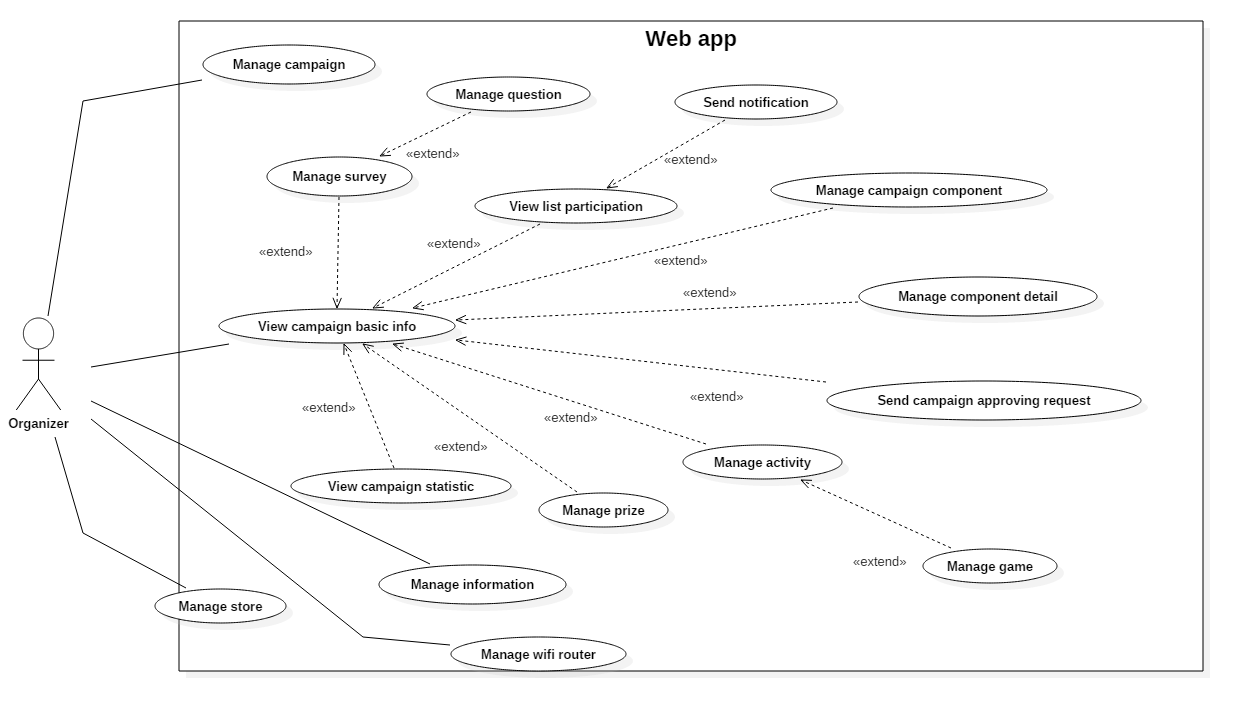 Web app
Manage campaign
Manage question
Send notification
«extend»
«extend»
Manage survey
Manage campaign component
View list participation
«extend»
«extend»
«extend»
«extend»
Manage component detail
View campaign basic info
«extend»
Send campaign approving request
«extend»
«extend»
Organizer
«extend»
Manage activity
View campaign statistic
Manage prize
«extend»
Manage game
Manage information
Manage store
Manage wifi router